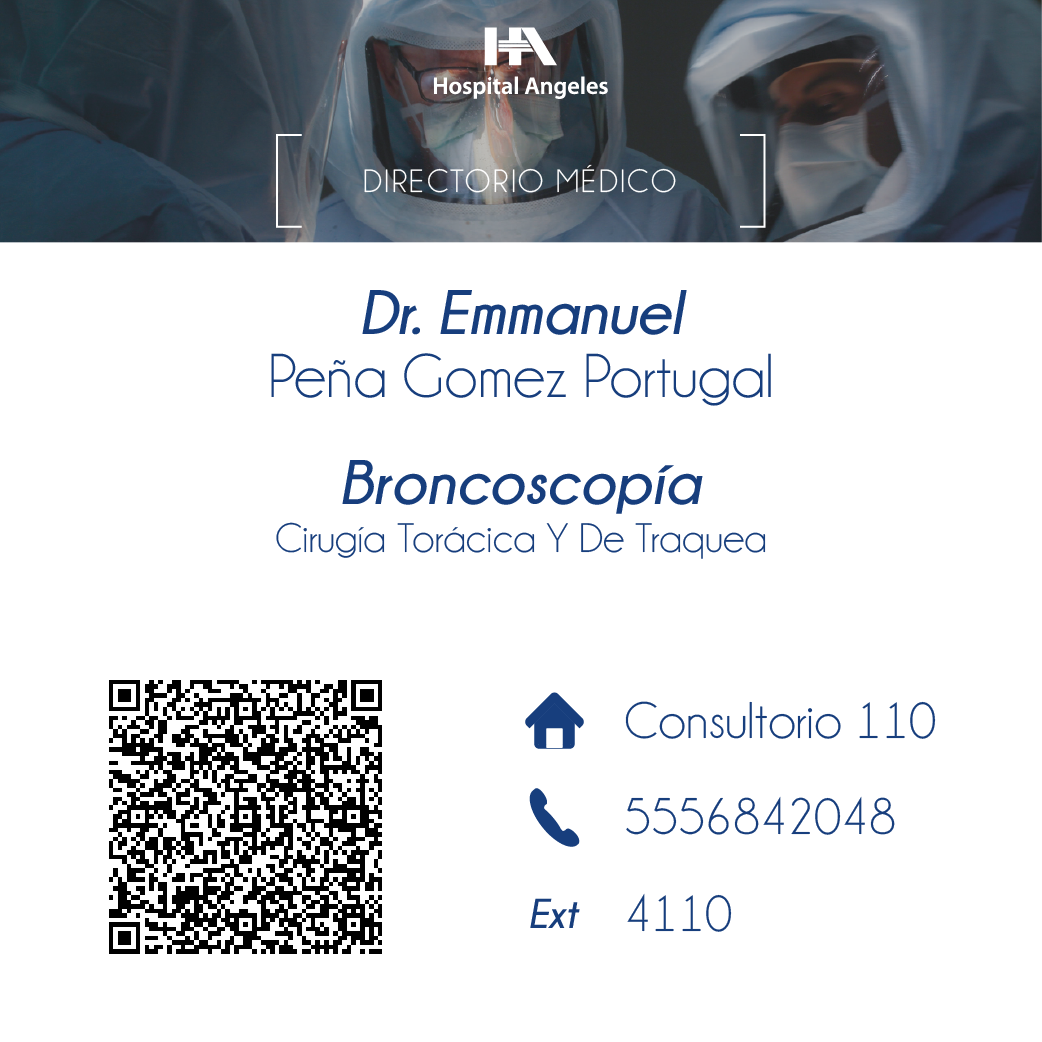 HA
Hospital Angeles
DIRECTORIO MÉDICO
Dr. Emmanuel
Peña Gomez Portugal
Broncoscopía
Cirugía Torácica Y De Traquea
Consultorio 110
5556842048
Ext 4110